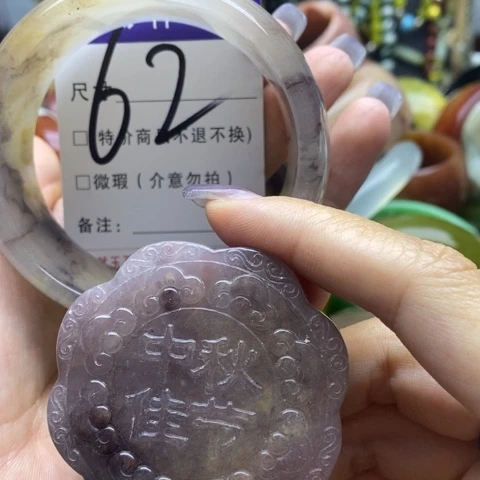 62
尺寸
□特价商品不退不换)
□微瑕(介意勿拍)
备注:
中秋
佳节